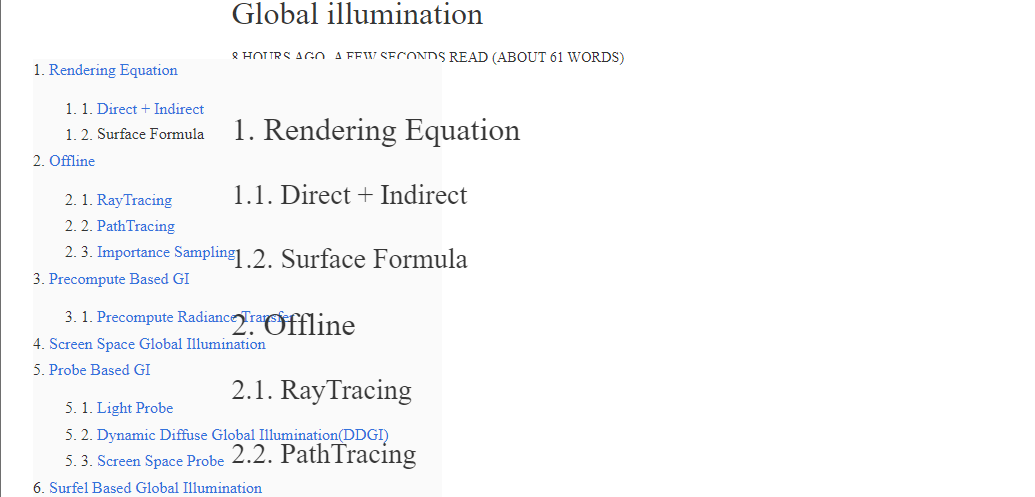 Global illumination
8 HOURS AGO A FEW SECONDS READ (ABOUT 61 WORDS)
1. Rendering Equation
1. 1. Direct + Indirect
1. 2. Surface Formula
2. Offline
2. 1. RayTracing
2. 2. PathTracing
2. 3. Importance Sampling
3. Precompute Based GI
3. 1. Precompute Radiance Transfer
4. Screen Space Global Illumination
5. Probe Based GI
5. 1. Light Probe
5. 2. Dynamic Diffuse Global Illumination(DDGI)
5. 3. Screen Space Probe
6. Surfel Based Global Illumination
1. Rendering Equation
1.1. Direct + Indirect
1.2. Surface Formula
2. Offline
2.1. RayTracing
2.2. PathTracing